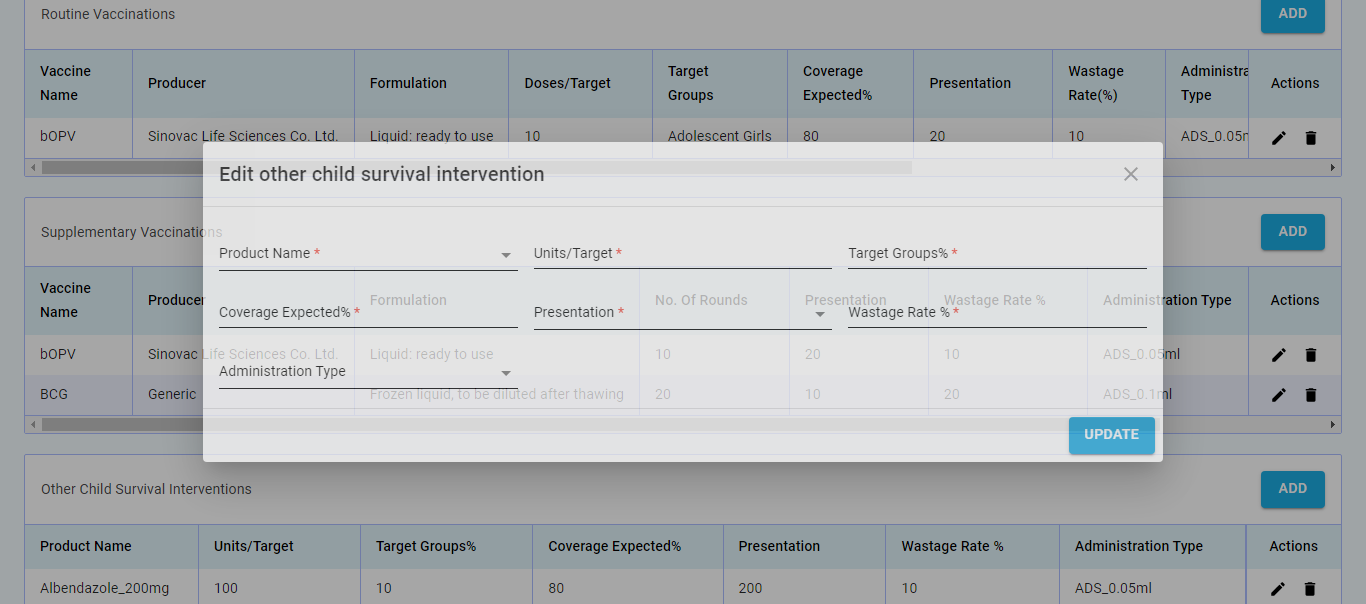 Routine Vaccinations
ADD
Vaccine Name Producer Formulation Doses/Target Target Groups Coverage Expected% Presentation Wastage Rate(%) Administra Type Actions
bOPV Sinovac Life Sciences Co. Ltd. Liquid: ready to use 10 Adolescent Girls 80 20 10 ADS_0.05m
Edit other child survival intervention
Supplementary Vaccinations
ADD
Product Name * Units/Target * Target Groups% *
Vaccine Name Producer Formulation No. Of Rounds Presentation Wastage Rate % Administration Type Actions
Coverage Expected% * Presentation * Wastage Rate % *
bOPV Sinovac Life Sciences Co. Ltd. Liquid: ready to use 10 20 10 ADS_0.05ml
Administration Type
BCG Generic Frozen liquid, to be diluted after thawing 20 10 20 ADS_0.1ml
UPDATE
Other Child Survival Interventions
ADD
Product Name Units/Target Target Groups% Coverage Expected% Presentation Wastage Rate % Administration Type Actions
Albendazole_200mg 100 10 80 200 10 ADS_0.05ml